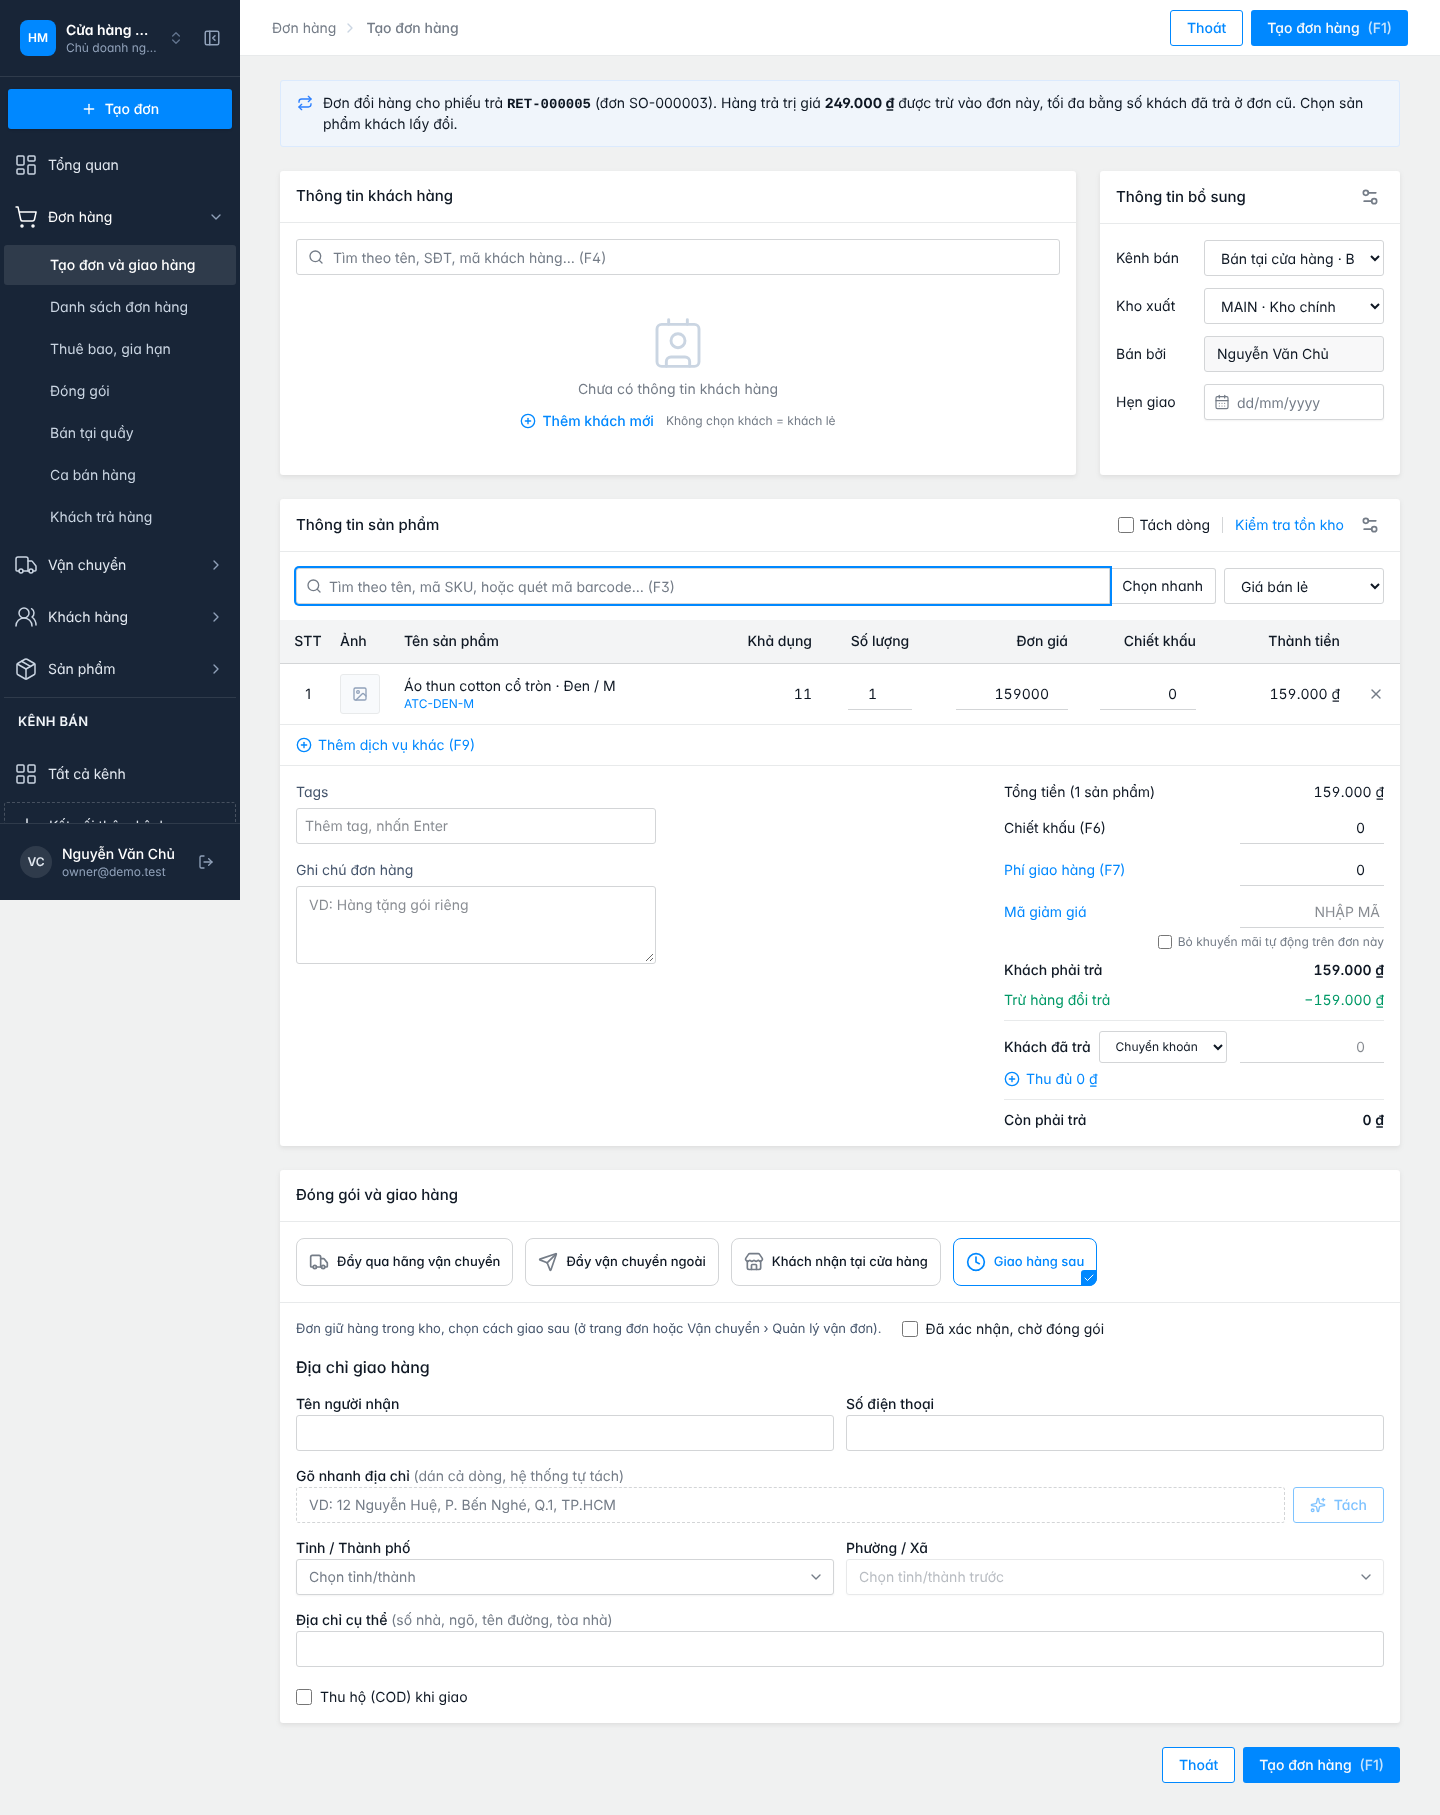 HM
Cửa hàng ...
Chủ doanh ng...
Tạo đơn
Tổng quan
Đơn hàng
Tạo đơn và giao hàng
Danh sách đơn hàng
Thuê bao, gia hạn
Đóng gói
Bán tại quầy
Ca bán hàng
Khách trả hàng
Vận chuyển
Khách hàng
Sản phẩm
KÊNH BÁN
Tất cả kênh
VC
Nguyễn Văn Chủ
owner@demo.test
Đơn hàng
Tạo đơn hàng
Thoát
Tạo đơn hàng (F1)
Đơn đổi hàng cho phiếu trả RET-000005 (đơn SO-000003). Hàng trả trị giá 249.000 ₫ được trừ vào đơn này, tối đa bằng số khách đã trả ở đơn cũ. Chọn sản
phẩm khách lấy đổi.
Thông tin khách hàng
Tìm theo tên, SĐT, mã khách hàng... (F4)
Chưa có thông tin khách hàng
Thêm khách mới Không chọn khách = khách lẻ
Thông tin bổ sung
Kênh bán Bán tại cửa hàng · B
Kho xuất MAIN · Kho chính
Bán bởi Nguyễn Văn Chủ
Hẹn giao dd/mm/yyyy
Thông tin sản phẩm
Tách dòng Kiểm tra tồn kho
Tìm theo tên, mã SKU, hoặc quét mã barcode... (F3)
Chọn nhanh
Giá bán lẻ
STT Ảnh Tên sản phẩm Khả dụng Số lượng Đơn giá Chiết khấu Thành tiền
1 Áo thun cotton cổ tròn · Đen / M 11 1 159000 0 159.000 ₫
ATC-DEN-M
Thêm dịch vụ khác (F9)
Tags
Thêm tag, nhấn Enter
Ghi chú đơn hàng
VD: Hàng tặng gói riêng
Tổng tiền (1 sản phẩm) 159.000 ₫
Chiết khấu (F6) 0
Phí giao hàng (F7) 0
Mã giảm giá NHẬP MÃ
Bỏ khuyến mãi tự động trên đơn này
Khách phải trả 159.000 ₫
Trừ hàng đổi trả −159.000 ₫
Khách đã trả Chuyển khoản 0
Thu đủ 0 ₫
Còn phải trả 0 ₫
Đóng gói và giao hàng
Đẩy qua hãng vận chuyển
Đẩy vận chuyển ngoài
Khách nhận tại cửa hàng
Giao hàng sau
Đơn giữ hàng trong kho, chọn cách giao sau (ở trang đơn hoặc Vận chuyển › Quản lý vận đơn). Đã xác nhận, chờ đóng gói
Địa chỉ giao hàng
Tên người nhận Số điện thoại
Gõ nhanh địa chỉ (dán cả dòng, hệ thống tự tách)
VD: 12 Nguyễn Huệ, P. Bến Nghé, Q.1, TP.HCM
Tách
Tỉnh / Thành phố Phường / Xã
Chọn tỉnh/thành Chọn tỉnh/thành trước
Địa chỉ cụ thể (số nhà, ngõ, tên đường, tòa nhà)
Thu hộ (COD) khi giao
Thoát
Tạo đơn hàng (F1)